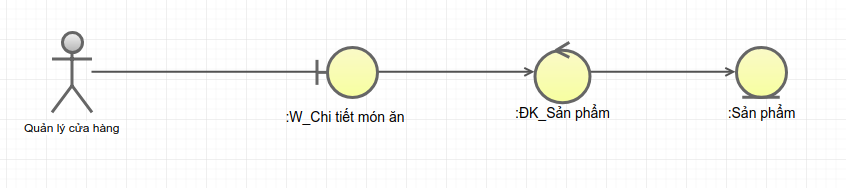 Quản lý cửa hàng
:W_Chi tiết món ăn
:ĐK_Sản phẩm
:Sản phẩm